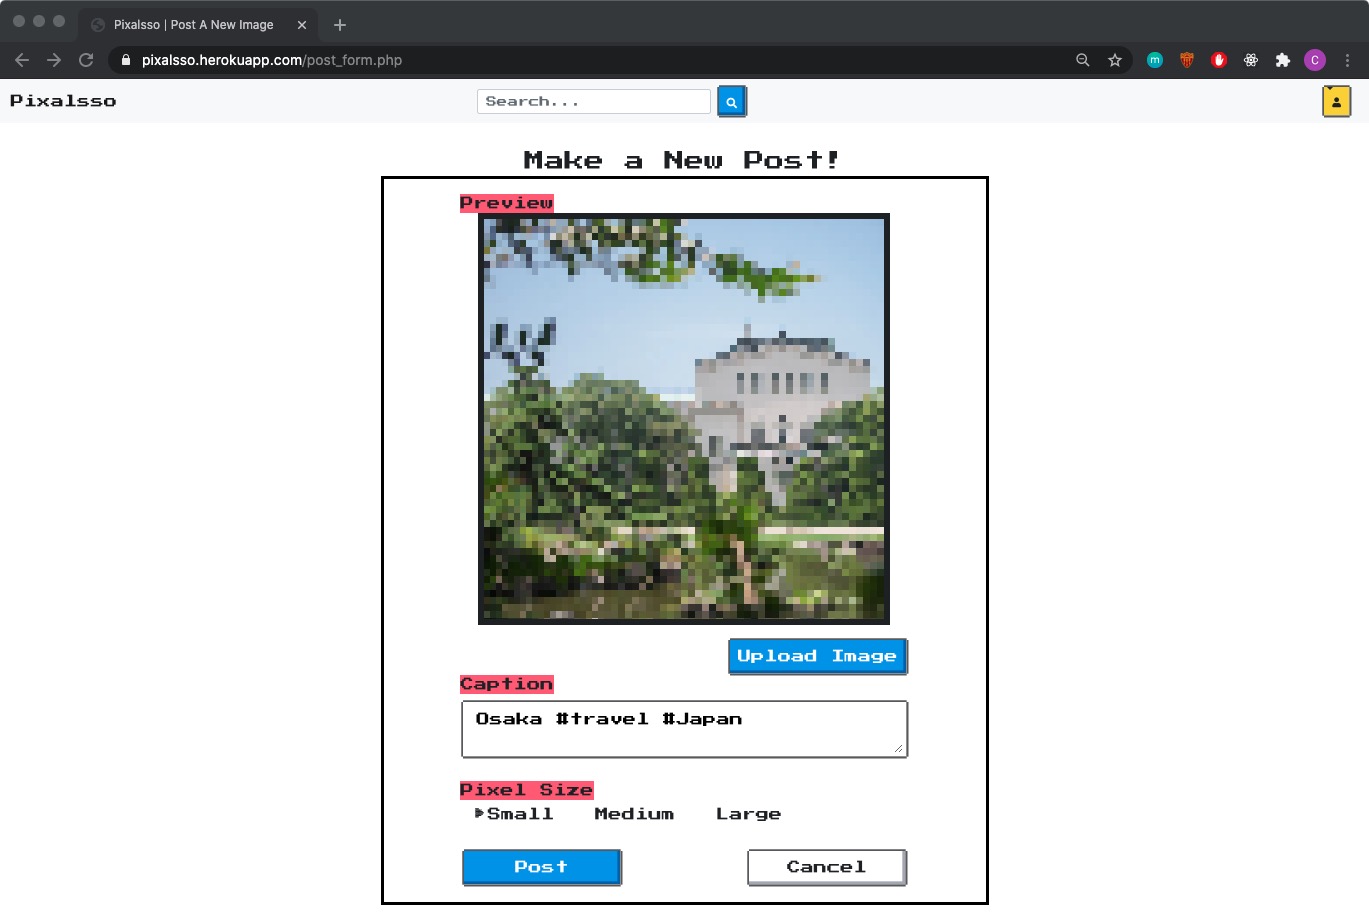 Pixalsso | Post A New Image
pixalsso.herokuapp.com/post_form.php
m
C
Pixalsso
Search...
Make a New Post!
Preview
Upload Image
Caption
Osaka #travel #Japan
Pixel Size
Small Medium Large
Post Cancel